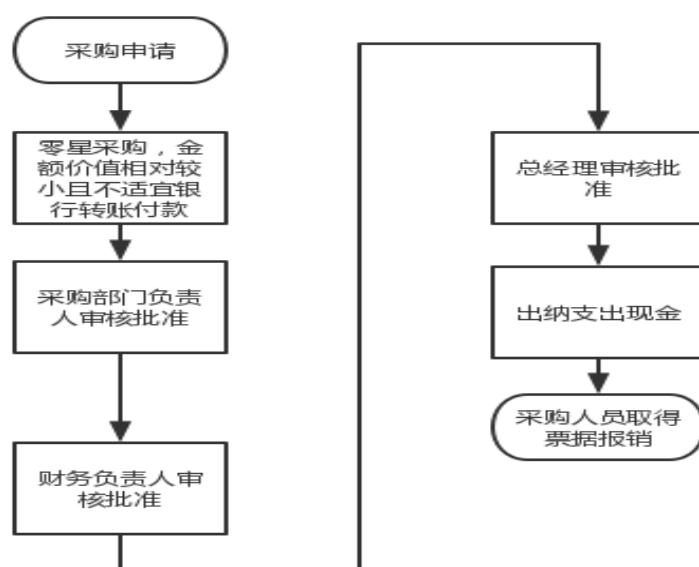 采购申请
零星采购，金
额价值相对较
小且不适宜银
行转账付款
采购部门负责
人审核批准
财务负责人审
核批准
总经理审核批
准
出纳支出现金
采购人员取得
票据报销